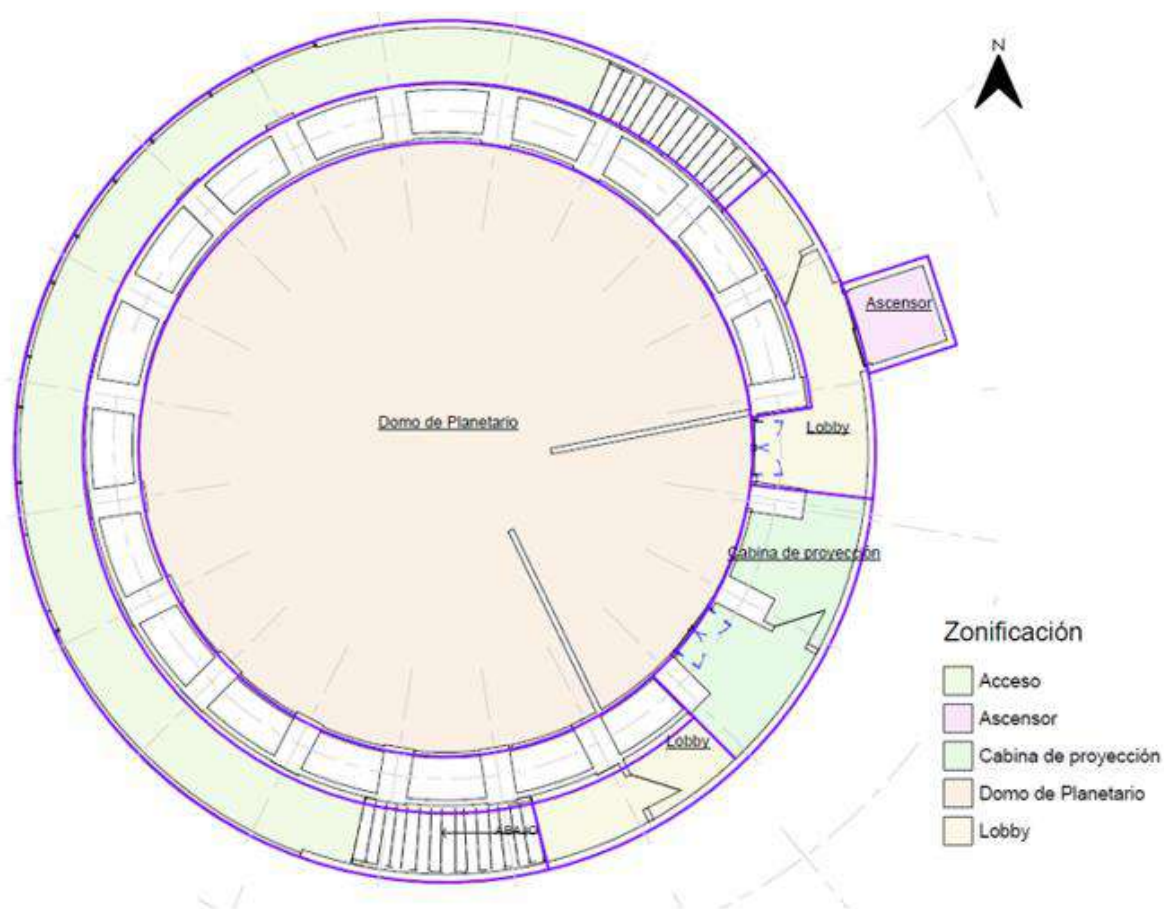 N
Ascensor
Domo de Planetario
Lobby
Cabina de proyección
Zonificación
Acceso
Ascensor
Cabina de proyección
Domo de Planetario
Lobby
Lobby
ABAJO